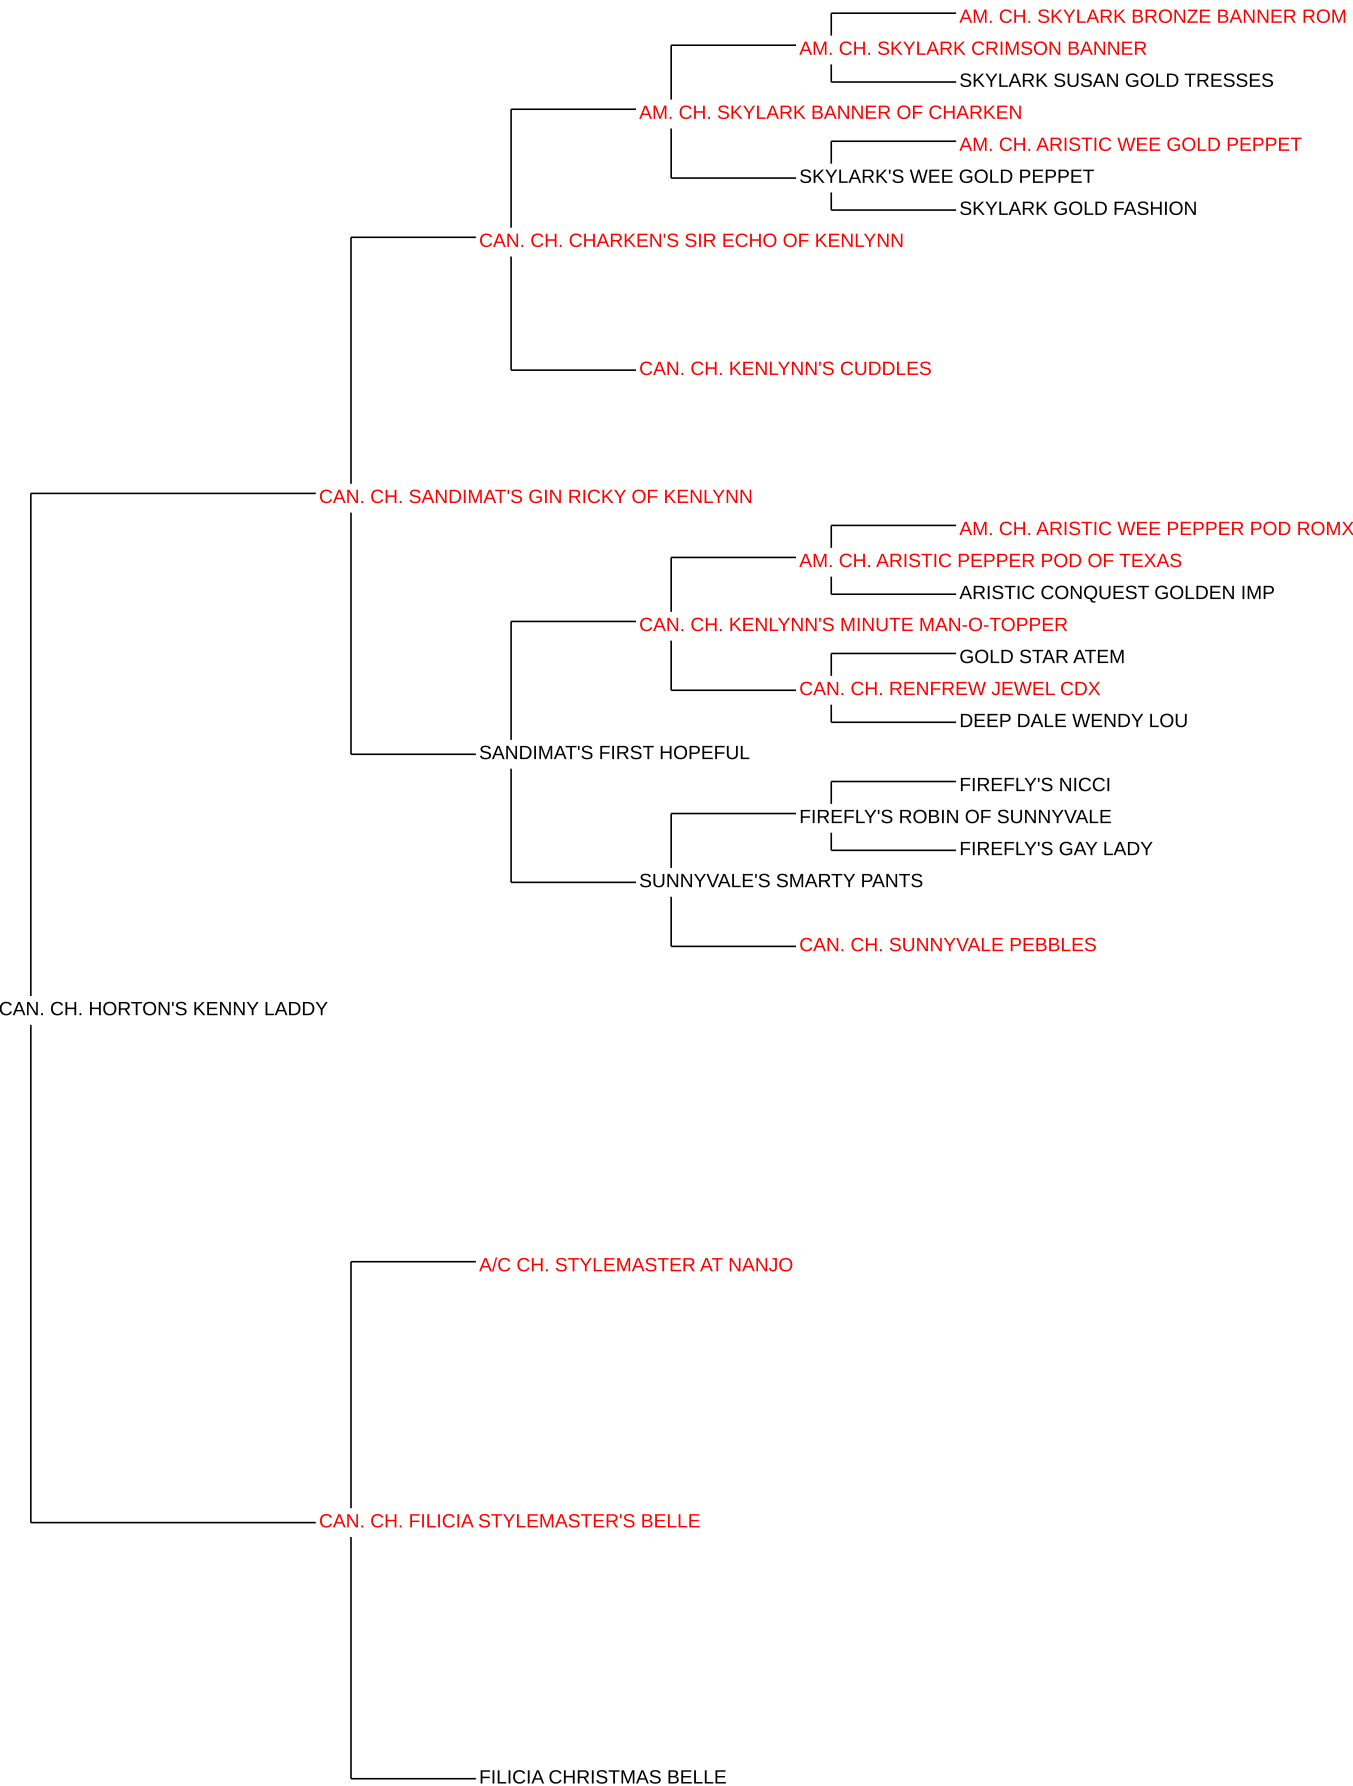 AM. CH. SKYLARK BRONZE BANNER ROM
AM. CH. SKYLARK CRIMSON BANNER
SKYLARK SUSAN GOLD TRESSES
AM. CH. SKYLARK BANNER OF CHARKEN
AM. CH. ARISTIC WEE GOLD PEPPET
SKYLARK'S WEE GOLD PEPPET
SKYLARK GOLD FASHION
CAN. CH. CHARKEN'S SIR ECHO OF KENLYNN
CAN. CH. KENLYNN'S CUDDLES
CAN. CH. SANDIMAT'S GIN RICKY OF KENLYNN
AM. CH. ARISTIC WEE PEPPER POD ROMX
AM. CH. ARISTIC PEPPER POD OF TEXAS
ARISTIC CONQUEST GOLDEN IMP
CAN. CH. KENLYNN'S MINUTE MAN-O-TOPPER
GOLD STAR ATEM
CAN. CH. RENFREW JEWEL CDX
DEEP DALE WENDY LOU
SANDIMAT'S FIRST HOPEFUL
FIREFLY'S NICCI
FIREFLY'S ROBIN OF SUNNYVALE
FIREFLY'S GAY LADY
SUNNYVALE'S SMARTY PANTS
CAN. CH. SUNNYVALE PEBBLES
CAN. CH. HORTON'S KENNY LADDY
A/C CH. STYLEMASTER AT NANJO
CAN. CH. FILICIA STYLEMASTER'S BELLE
FILICIA CHRISTMAS BELLE